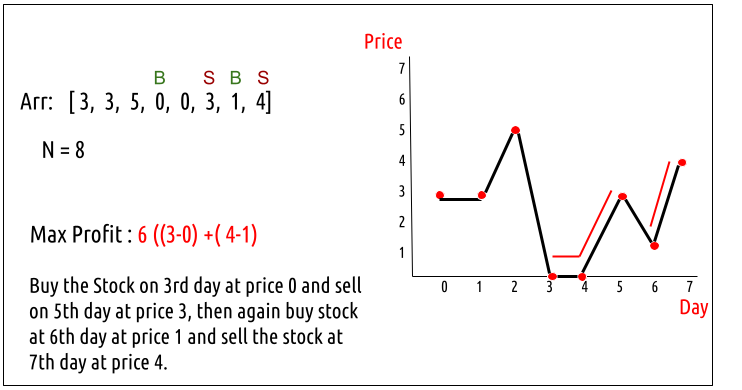 B S B S
Arr: [ 3, 3, 5, 0, 0, 3, 1, 4]
N = 8
Max Profit : 6 ((3-0) +( 4-1)
Buy the Stock on 3rd day at price 0 and sell
on 5th day at price 3, then again buy stock
at 6th day at price 1 and sell the stock at
7th day at price 4.
Price
7
6
5
4
3
2
1
0 1 2 3 4 5 6 7
Day